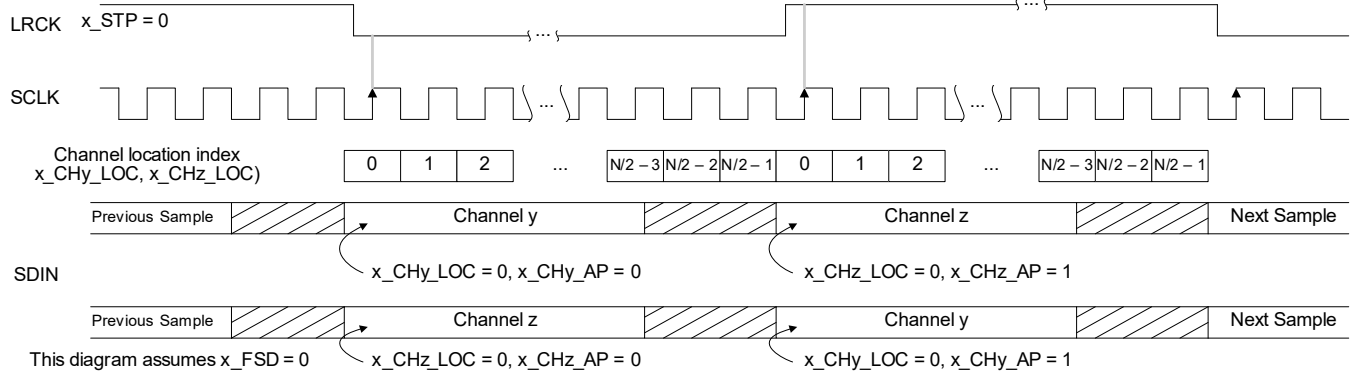 LRCK x_STP = 0 ... ...
SCLK ... ...
Channel location index
x_CHy_LOC, x_CHz_LOC) 0 1 2 ... N/2 – 3 N/2 – 2 N/2 – 1 0 1 2 ... N/2 – 3 N/2 – 2 N/2 – 1
Previous Sample Channel y Channel z Next Sample
x_CHy_LOC = 0, x_CHy_AP = 0 x_CHz_LOC = 0, x_CHz_AP = 1
SDIN
Previous Sample Channel z Channel y Next Sample
This diagram assumes x_FSD = 0 x_CHz_LOC = 0, x_CHz_AP = 0 x_CHy_LOC = 0, x_CHy_AP = 1